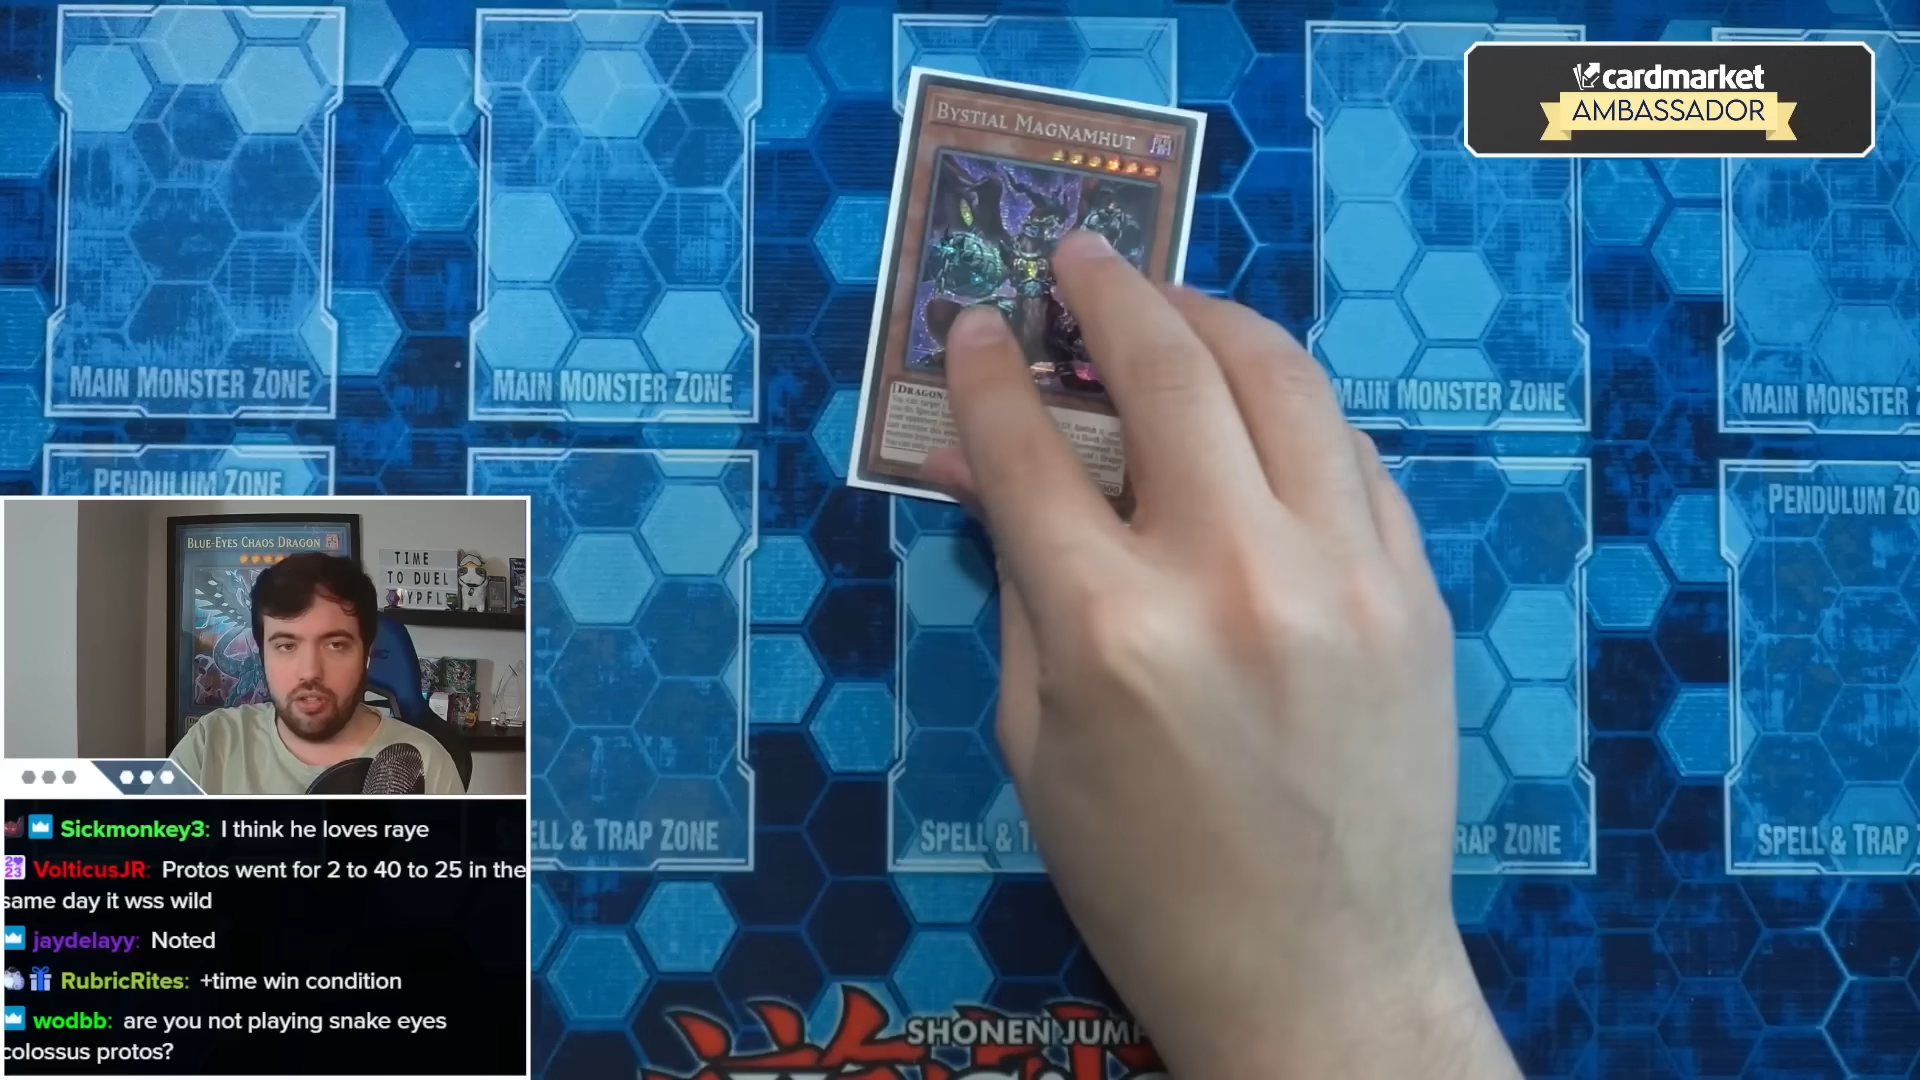 cardmarket
AMBASSADOR
BYSTIAL MAGNAMHUT
MAIN MONSTER ZONE
MAIN MONSTER ZONE
MAIN MONSTER ZONE
MAIN MONSTER
DRAGON
PENDULUM ZONE
PENDULUM ZO
BLUE-EYES CHAOS DRAGON
TIME
TO DUEL
ELL & TRAP ZONE
SPELL & T
RAP ZONE
SPELL & TRAP
Sickmonkey3: I think he loves raye
VolticusJR: Protos went for 2 to 40 to 25 in the
same day it wss wild
jaydelayy: Noted
RubricRites: +time win condition
wodbb: are you not playing snake eyes
colossus protos?
SHONEN JUMP